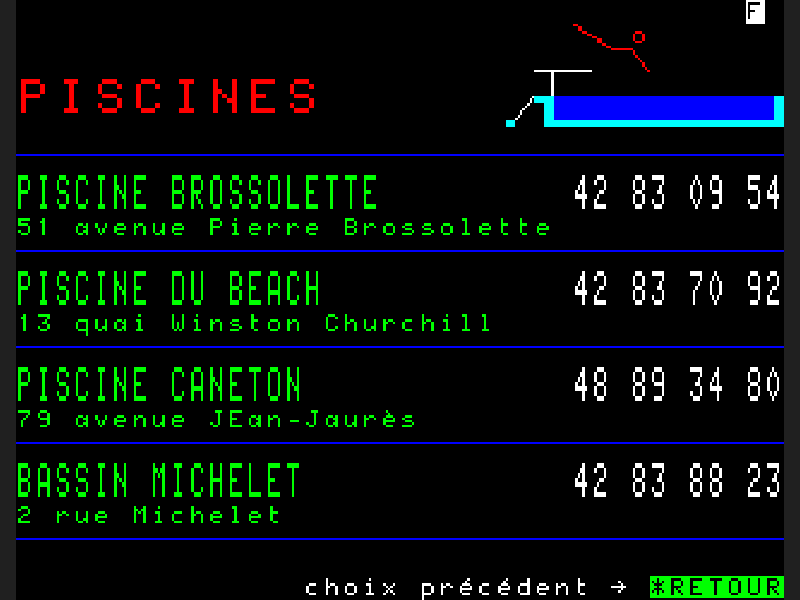 F
PISCINES
PISCINE BROSSOLETTE 42 83 09 54
51 avenue Pierre Brossolette
PISCINE DU BEACH 42 83 70 92
13 quai Winston Churchill
PISCINE CANETON 48 89 34 80
79 avenue JEan-Jaurès
BASSIN MICHELET 42 83 88 23
2 rue Michelet
choix précédent → *RETOUR